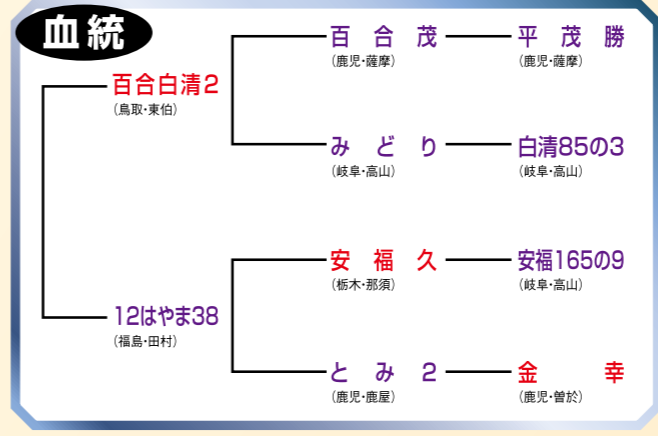 血統
百合白清2
(鳥取・東伯)
百合茂
(鹿児・薩摩)
平茂勝
(鹿児・薩摩)
みどり
(岐阜・高山)
白清85の3
(岐阜・高山)
12はやま38
(福島・田村)
安福久
(栃木・那須)
安福165の9
(岐阜・高山)
とみ2
(鹿児・鹿屋)
金幸
(鹿児・曽於)